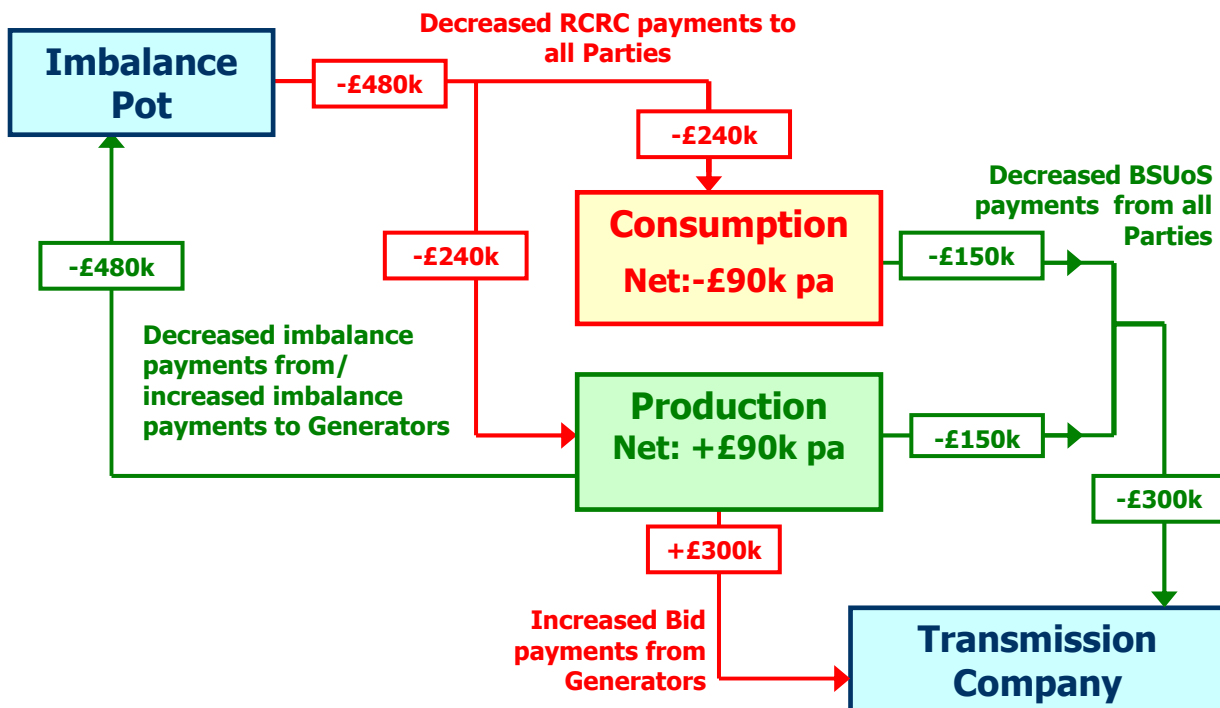 Decreased RCRC payments to
all Parties
Imbalance
Pot
-£480k
-£240k
Decreased BSUoS
payments from all
Parties
Consumption
Net:-£90k pa
-£150k
-£480k
-£240k
Decreased imbalance
payments from/
increased imbalance
payments to Generators
Production
Net: +£90k pa
-£150k
-£300k
+£300k
Increased Bid
payments from
Generators
Transmission
Company